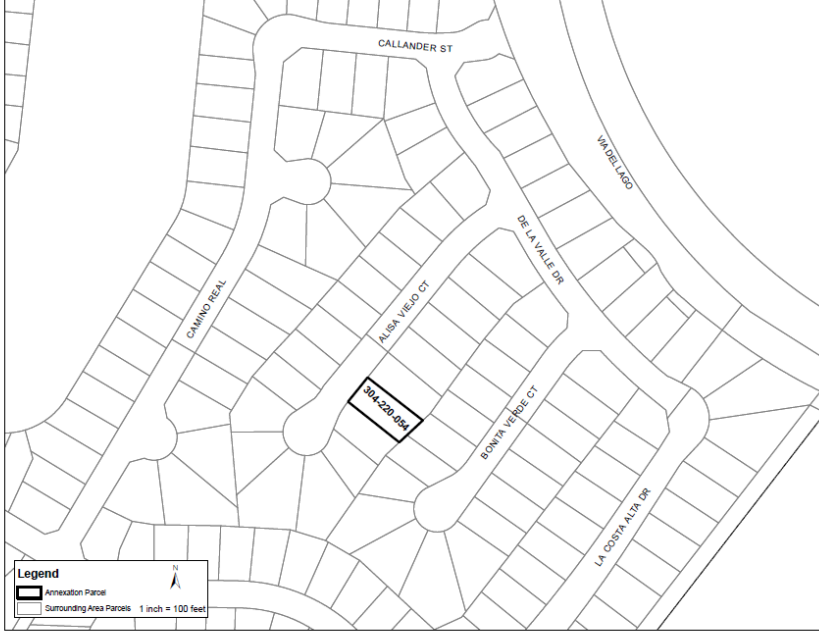 CALLANDER ST
VIA DEL LAGO
DE LA VALLE DR
CAMINO REAL
ALISA VIEJO CT
304-220-054
BONITA VERDE CT
LA COSTA ALTA DR
Legend
N
Annexation Parcel
Surrounding Area Parcels 1 inch = 100 feet